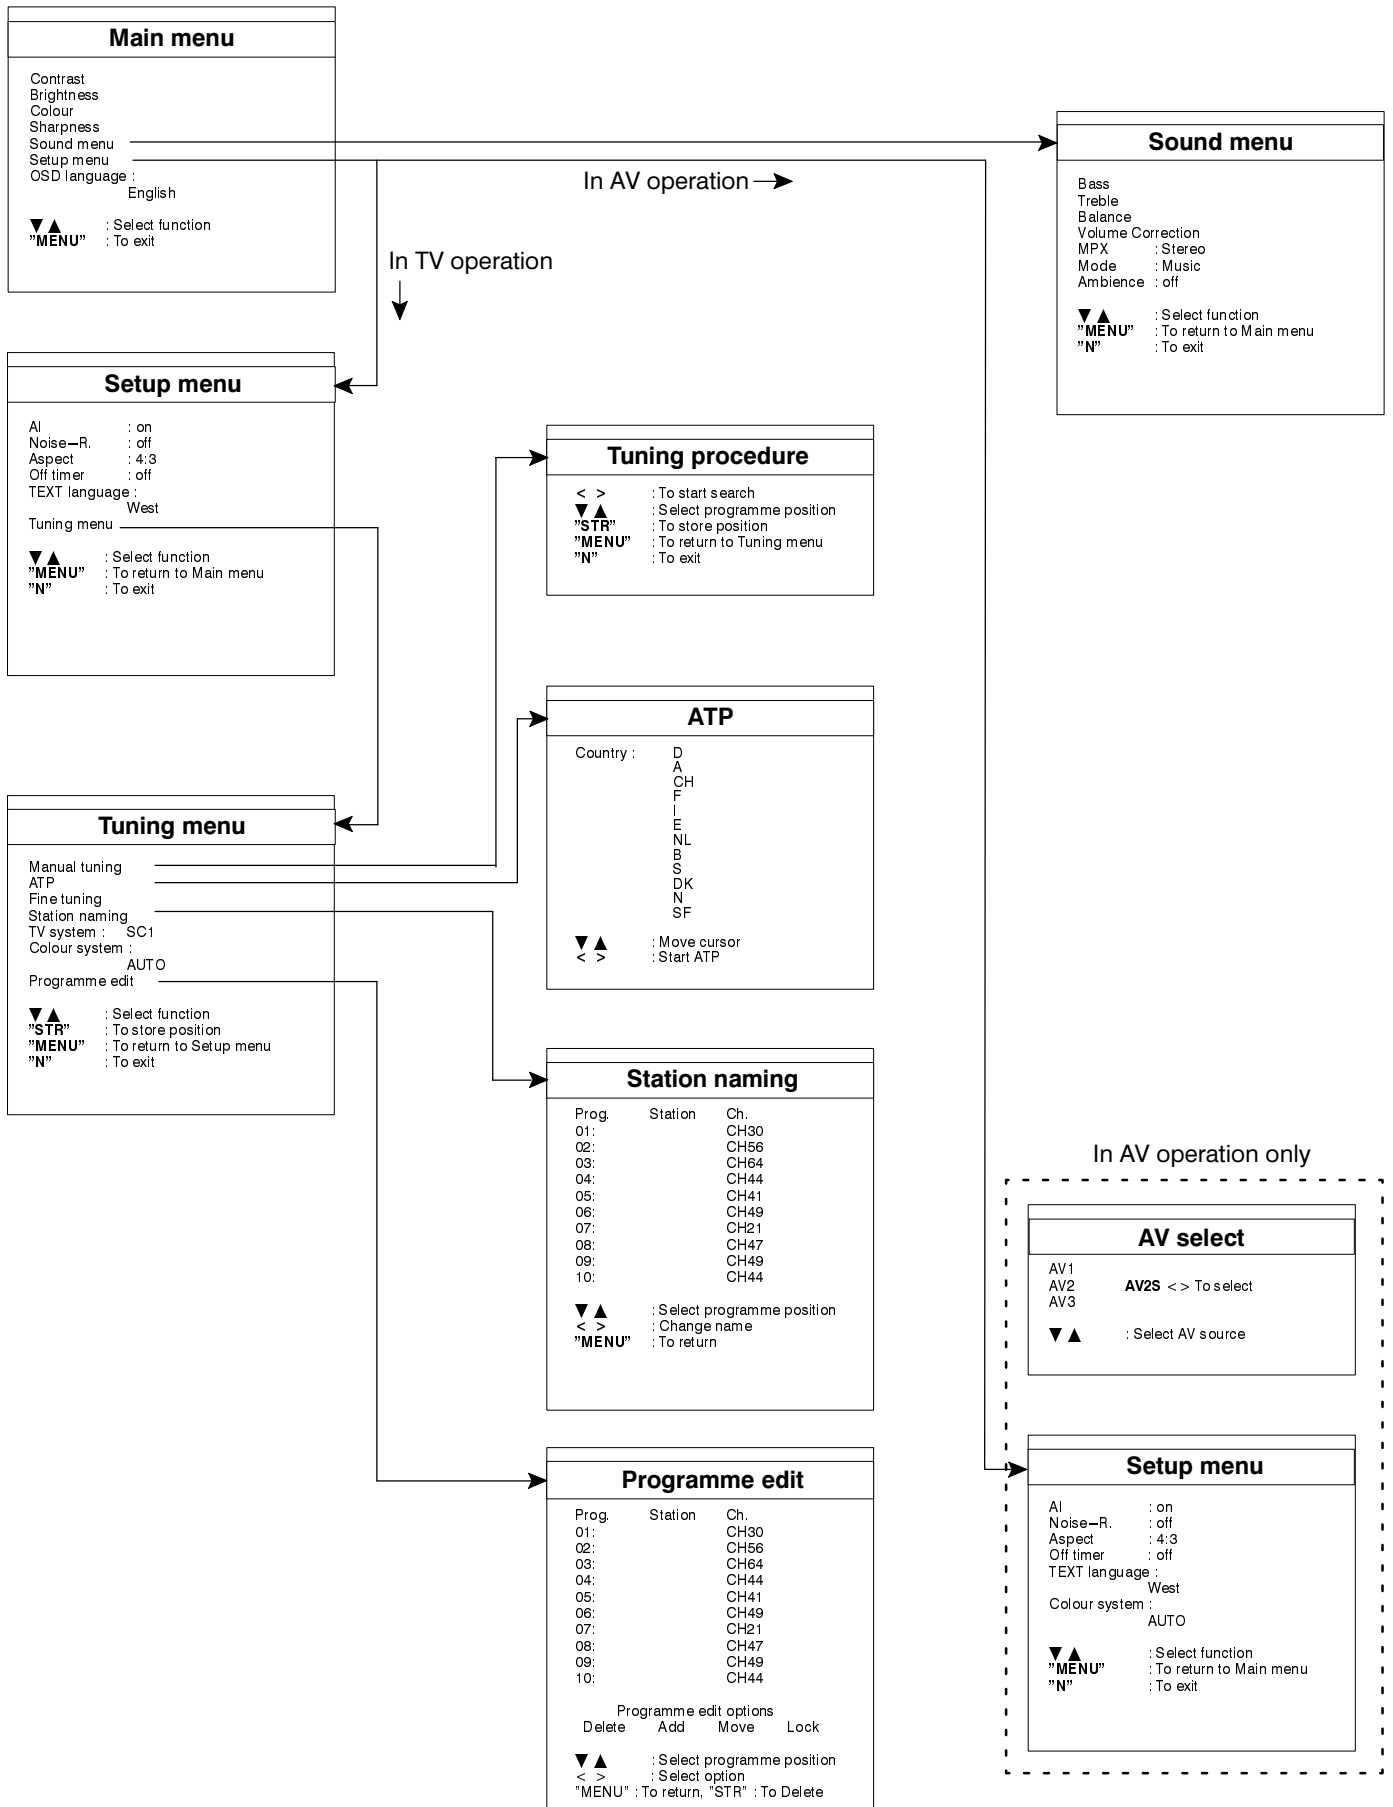 Main menu
Contrast
Brightness
Colour
Sharpness
Sound menu
Setup menu
OSD language :
English
▼ ▲ : Select function
”MENU” : To exit
In AV operation
In TV operation
Sound menu
Bass
Treble
Balance
Volume Correction
MPX : Stereo
Mode : Music
Ambience : off
▼ ▲ : Select function
”MENU” : To return to Main menu
”N” : To exit
Setup menu
AI : on
Noise–R. : off
Aspect : 4:3
Off timer : off
TEXT language :
West
Tuning menu
▼ ▲ : Select function
”MENU” : To return to Main menu
”N” : To exit
Tuning procedure
< > : To start search
▼ ▲ : Select programme position
”STR” : To store position
”MENU” : To return to Tuning menu
”N” : To exit
ATP
Country : D
A
CH
F
I
E
NL
B
S
DK
N
SF
▼ ▲ : Move cursor
< > : Start ATP
Tuning menu
Manual tuning
ATP
Fine tuning
Station naming
TV system : SC1
Colour system :
AUTO
Programme edit
▼ ▲ : Select function
”STR” : To store position
”MENU” : To return to Setup menu
”N” : To exit
Station naming
Prog. Station Ch.
01: CH30
02: CH56
03: CH64
04: CH44
05: CH41
06: CH49
07: CH21
08: CH47
09: CH49
10: CH44
▼ ▲ : Select programme position
< > : Change name
”MENU” : To return
Programme edit
Prog. Station Ch.
01: CH30
02: CH56
03: CH64
04: CH44
05: CH41
06: CH49
07: CH21
08: CH47
09: CH49
10: CH44
Programme edit options
Delete Add Move Lock
▼ ▲ : Select programme position
< > : Select option
”MENU” : To return, ”STR” : To Delete
In AV operation only
AV select
AV1
AV2 AV2S < > To select
AV3
▼ ▲ : Select AV source
Setup menu
AI : on
Noise–R. : off
Aspect : 4:3
Off timer : off
TEXT language :
West
Colour system :
AUTO
▼ ▲ : Select function
”MENU” : To return to Main menu
”N” : To exit